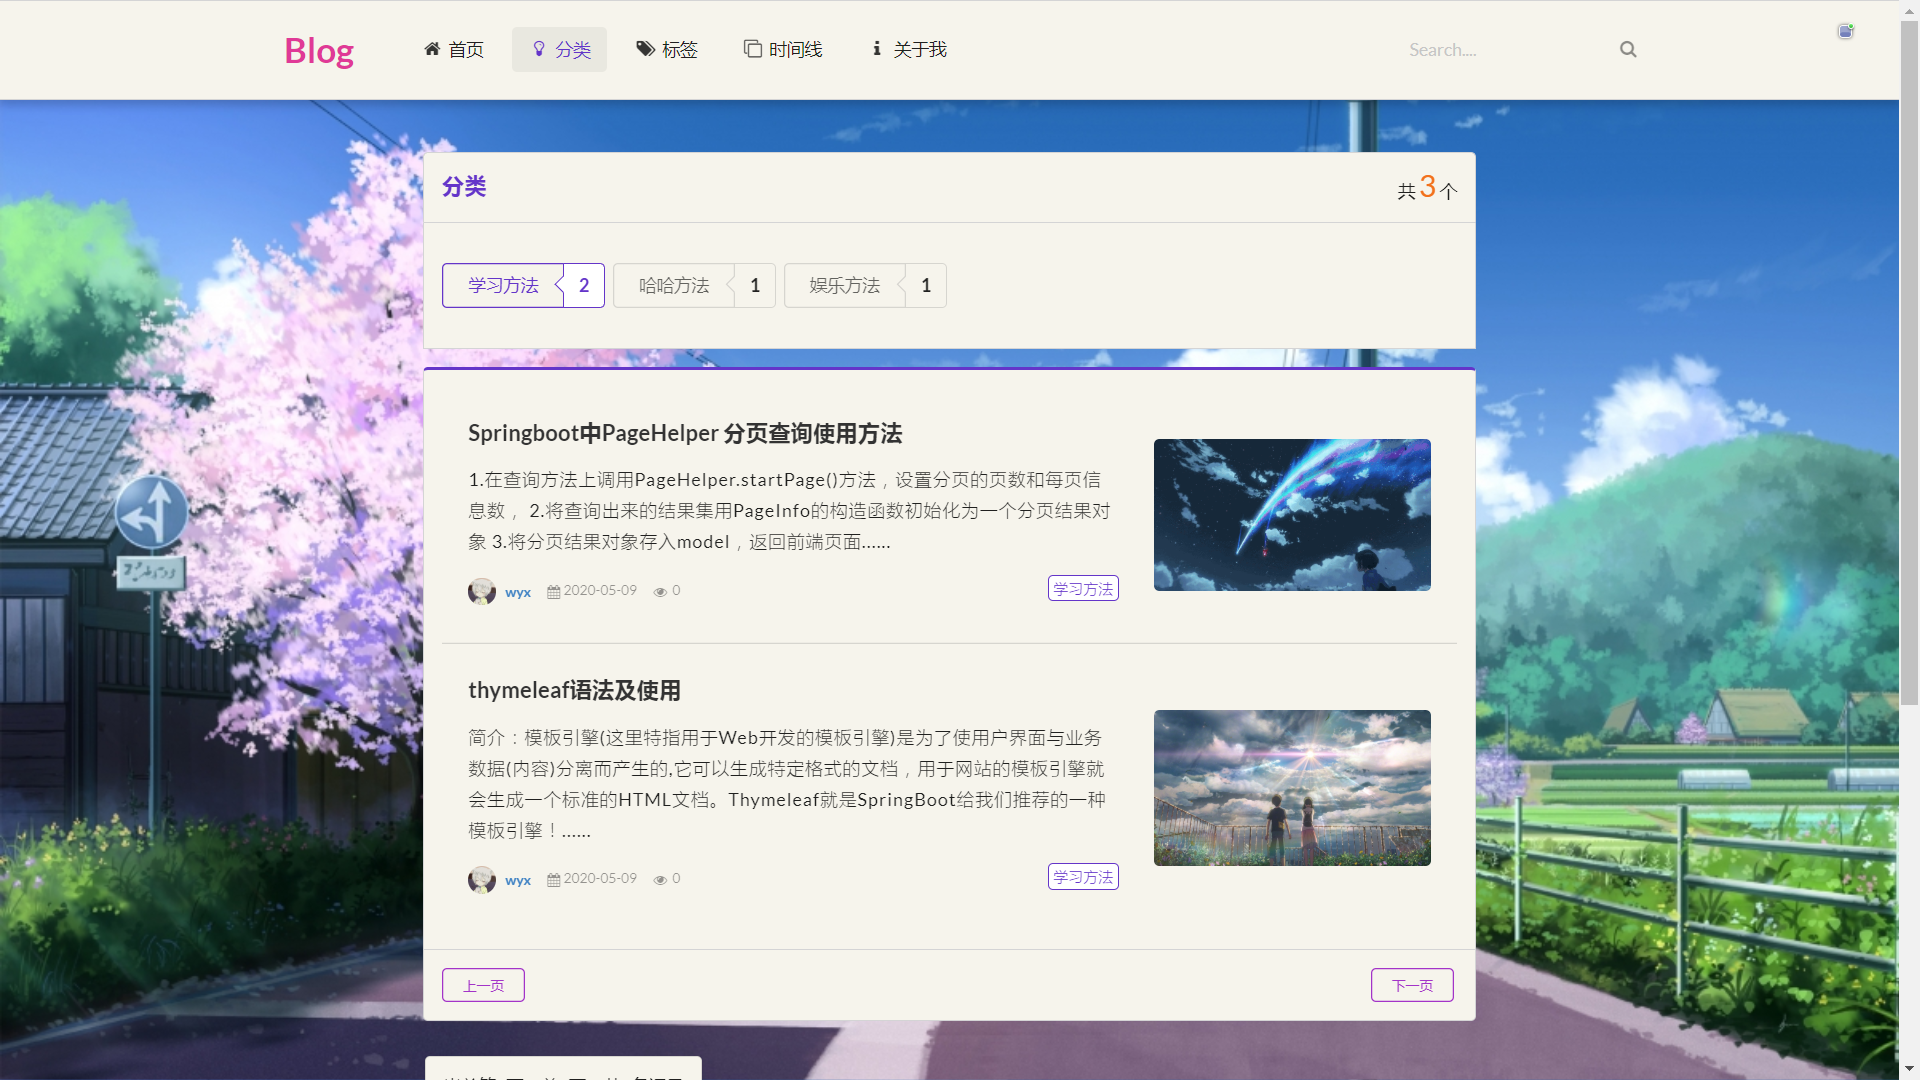 Blog 首页 分类 标签 时间线 关于我 Search....
分类 共3个
学习方法 2 哈哈方法 1 娱乐方法 1
Springboot中PageHelper 分页查询使用方法
1.在查询方法上调用PageHelper.startPage()方法，设置分页的页数和每页信
息数， 2.将查询出来的结果集用PageInfo的构造函数初始化为一个分页结果对
象 3.将分页结果对象存入model，返回前端页面......
wyx 2020-05-09 0 学习方法
thymeleaf语法及使用
简介：模板引擎(这里特指用于Web开发的模板引擎)是为了使用户界面与业务
数据(内容)分离而产生的,它可以生成特定格式的文档，用于网站的模板引擎就
会生成一个标准的HTML文档。Thymeleaf就是SpringBoot给我们推荐的一种
模板引擎！......
wyx 2020-05-09 0 学习方法
上一页 下一页